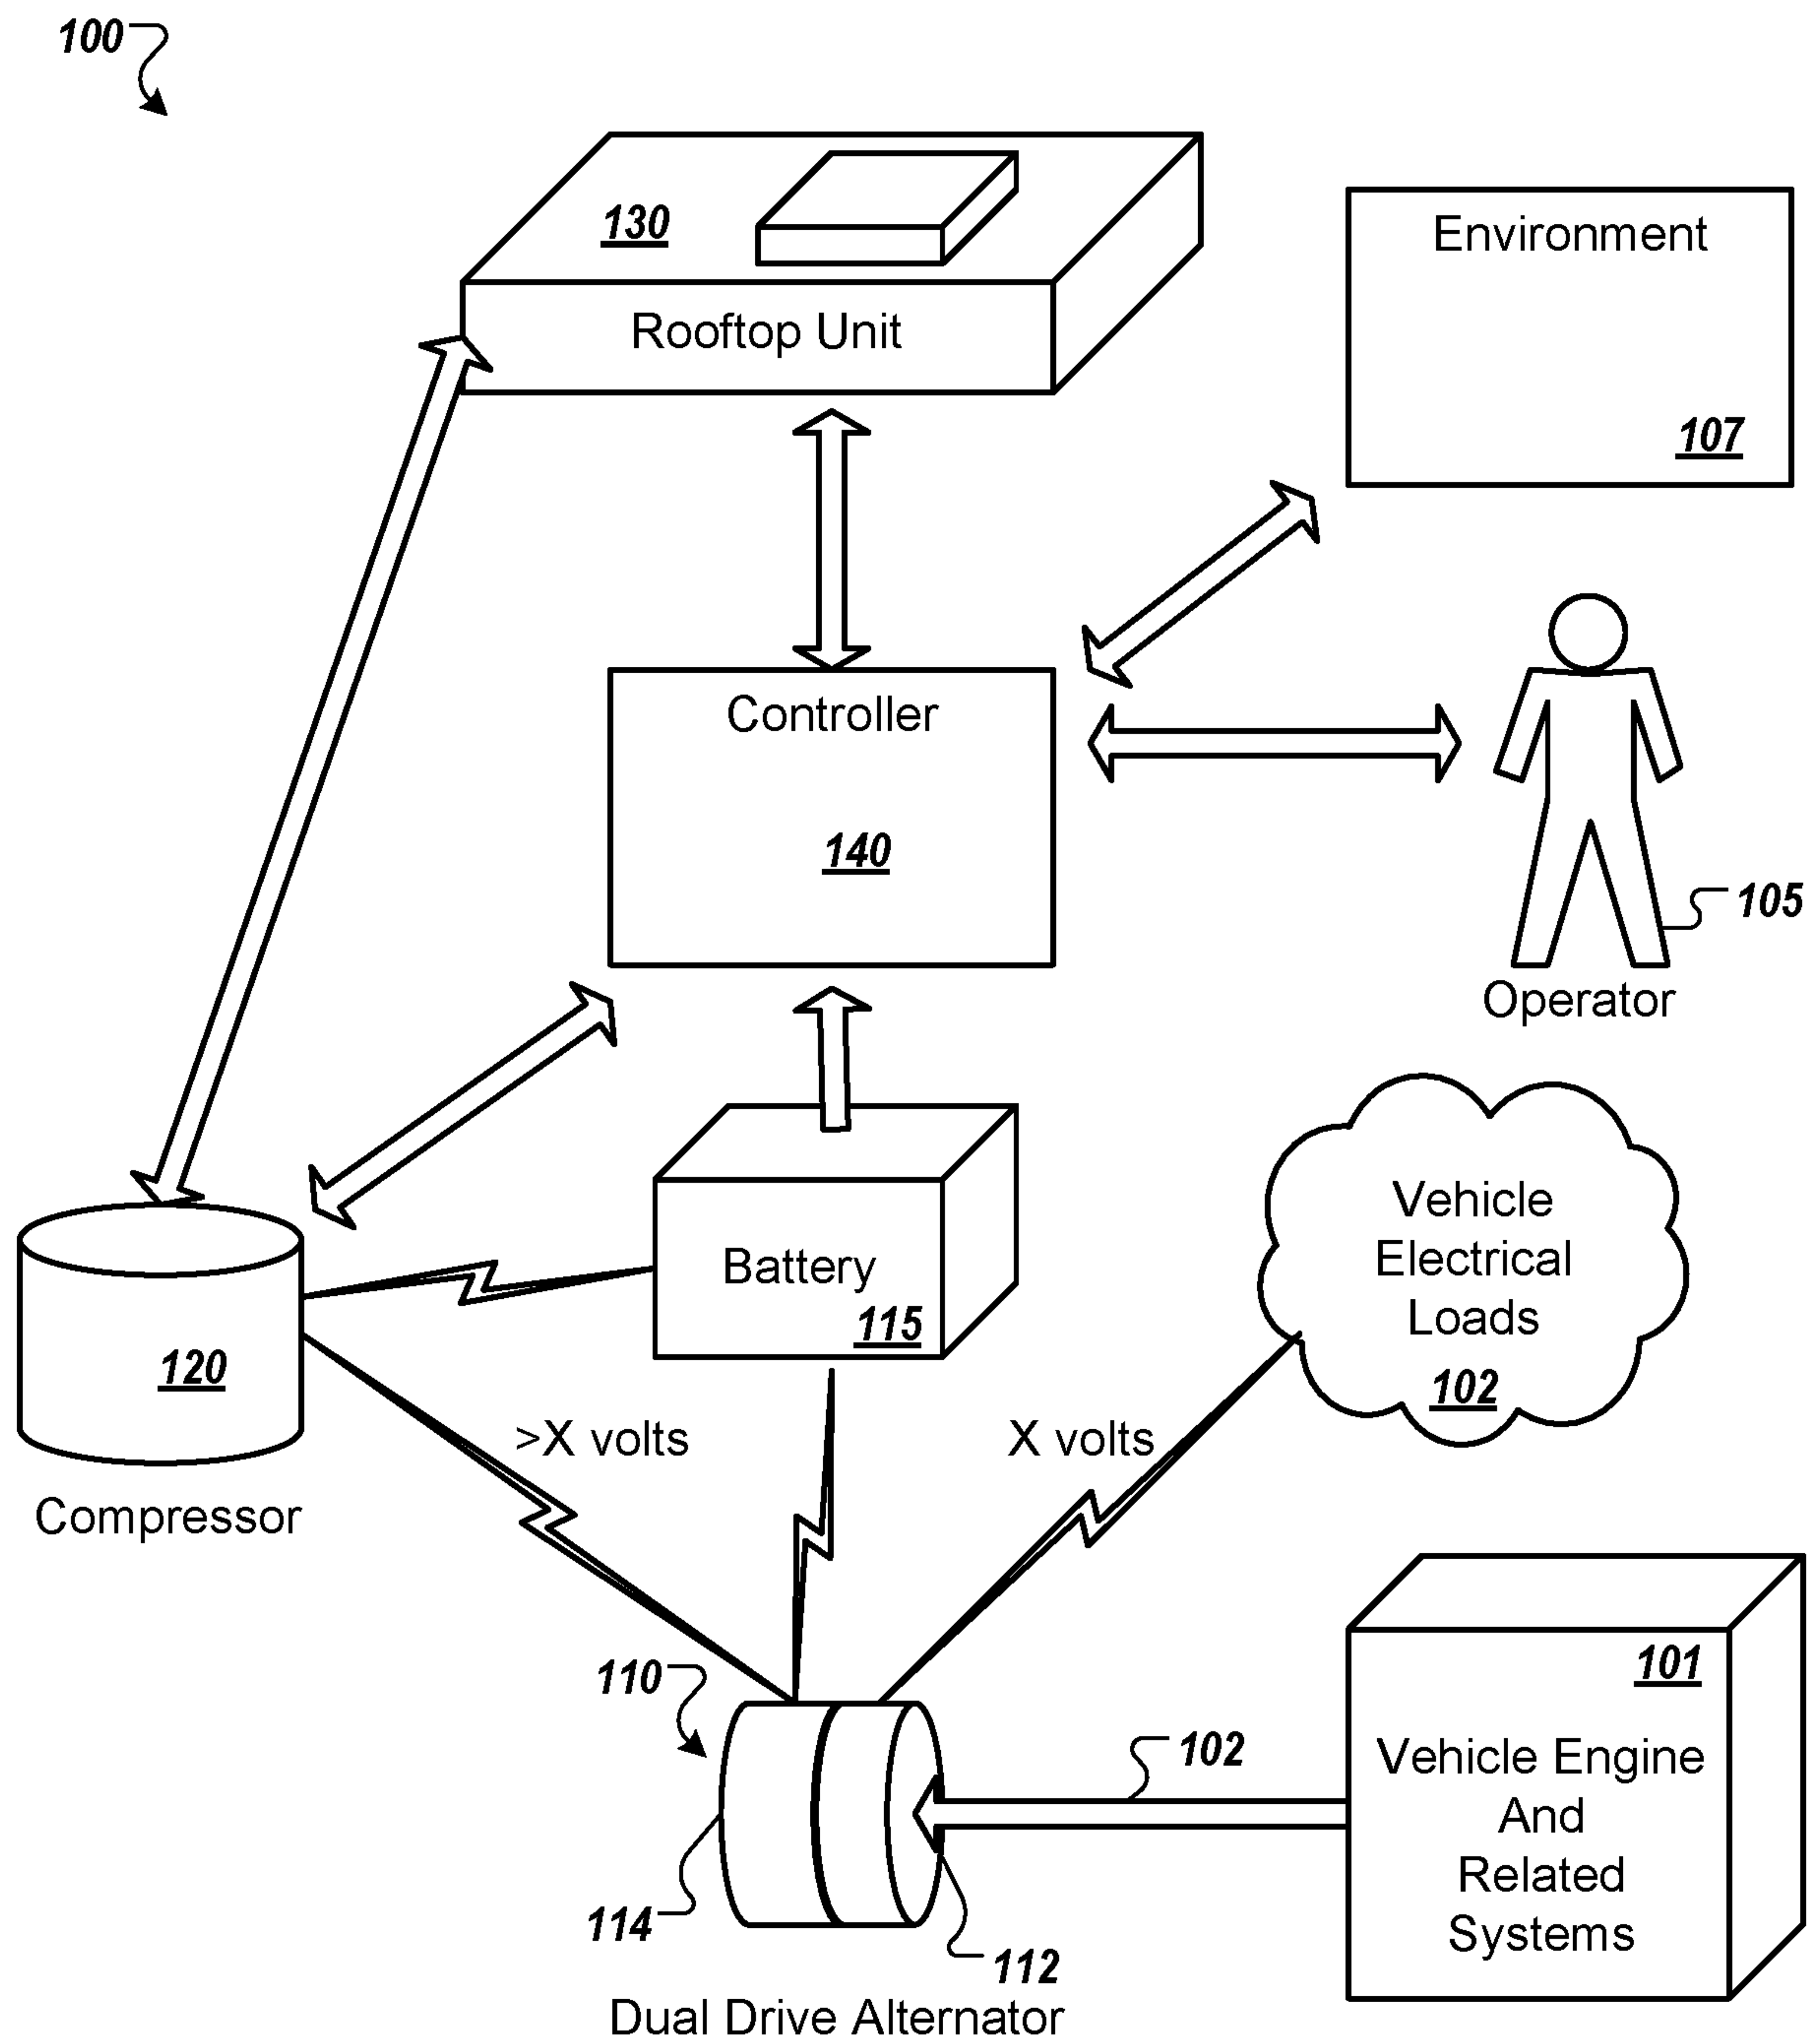 100
130
Rooftop Unit
Environment
107
Controller
140
105
Operator
Battery
115
Vehicle
Electrical
Loads
102
120
Compressor
>X volts
X volts
110
114
112
102
Dual Drive Alternator
101
Vehicle Engine
And
Related
Systems